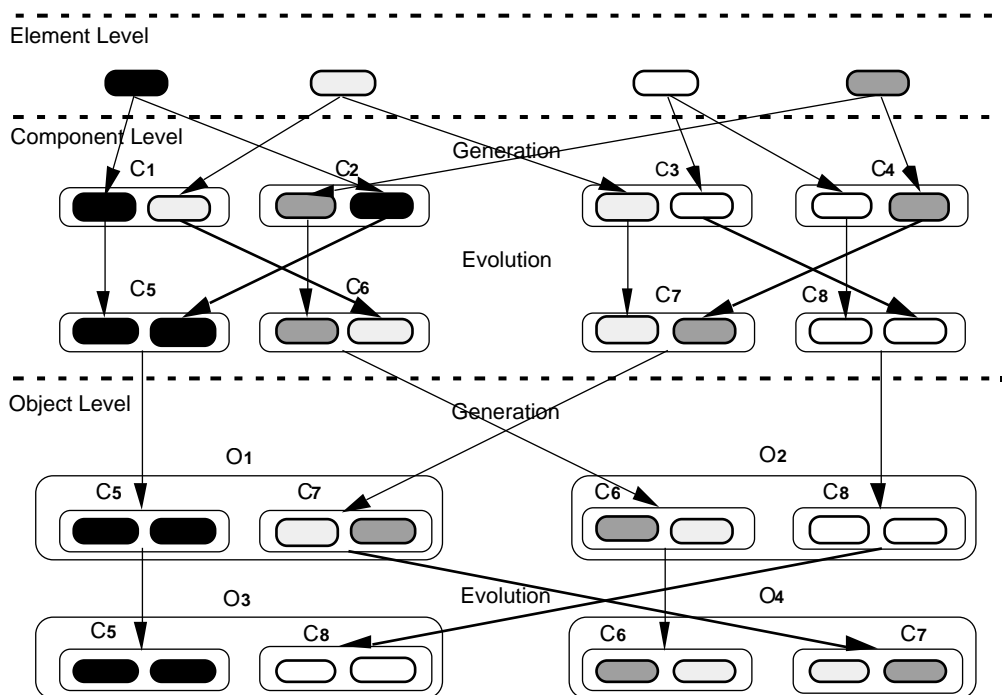 Element Level
Component Level
Generation
C1 C2 C3 C4
Evolution
C5 C6 C7 C8
Object Level
Generation
O1 O2
C5 C7 C6 C8
Evolution
O3 O4
C5 C8 C6 C7